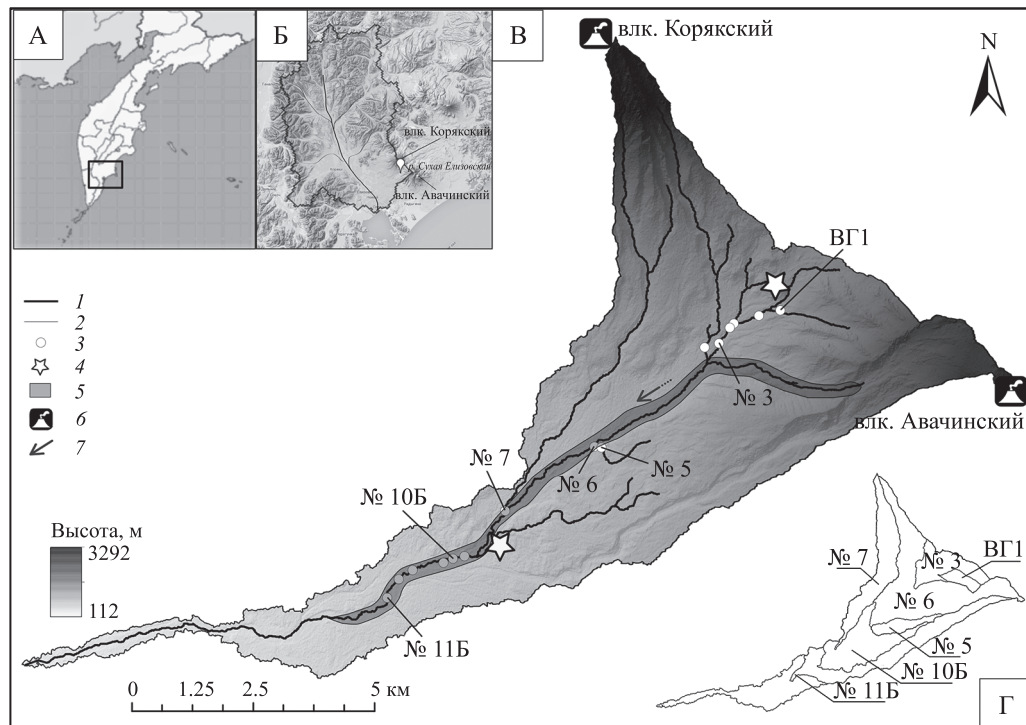 А
Б
В
влк. Корякский
N
влк. Корякский
р. Сухая Елизовская
влк. Авачинский
ВГ1
1
2
3
4
5
6
7
№ 3
влк. Авачинский
№ 7
№ 5
№ 6
№ 10Б
Высота, м
3292
112
№ 11Б
0 1.25 2.5 5 км
№ 7
№ 3
ВГ1
№ 6
№ 5
№ 10Б
№ 11Б
Г